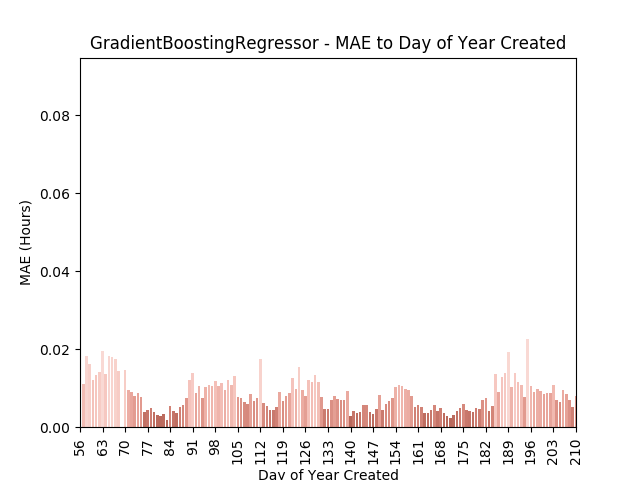 GradientBoostingRegressor - MAE to Day of Year Created
MAE (Hours)
0.08
0.06
0.04
0.02
0.00
56 63 70 77 84 91 98 105 112 119 126 133 140 147 154 161 168 175 182 189 196 203 210
Day of Year Created